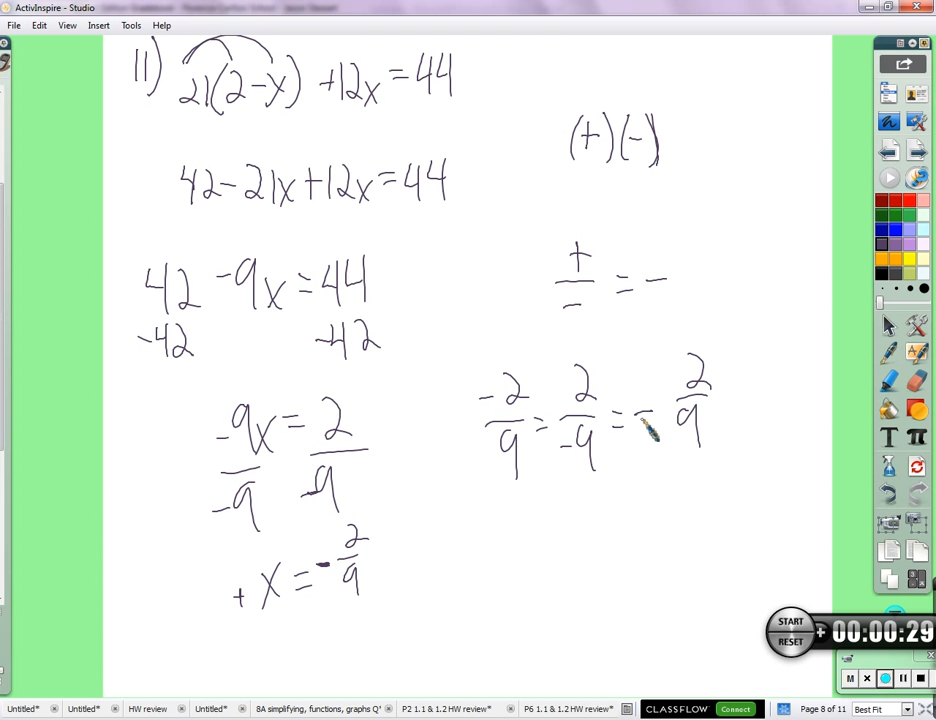 ActivInspire - Studio
File Edit View Insert Tools Help
11) 21(2-x) +12x=44
(+)(-)
42-21x+12x=44
+/- = -
42 -9x=44
-42 -42
-2/9 = 2/-9 = - 2/9
-9x/-9 = 2/-9
+ x = - 2/9
START
RESET
+ 00:00:29
M
Untitled* HW review Untitled* 8A simplifying, functions, graphs Q* P2 1.1 & 1.2 HW review* P6 1.1 & 1.2 HW review* CLASSFLOW Connect Page 8 of 11 Best Fit